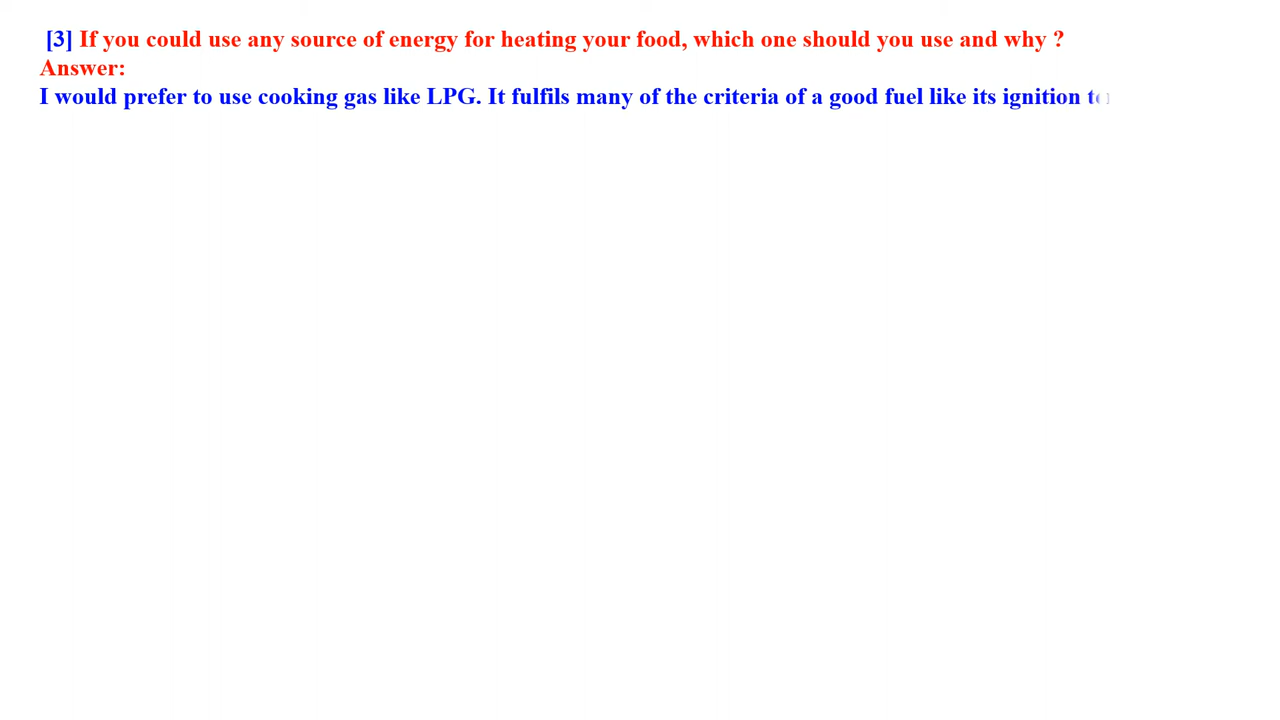 [3] If you could use any source of energy for heating your food, which one should you use and why ?
Answer:
I would prefer to use cooking gas like LPG. It fulfils many of the criteria of a good fuel like its ignition